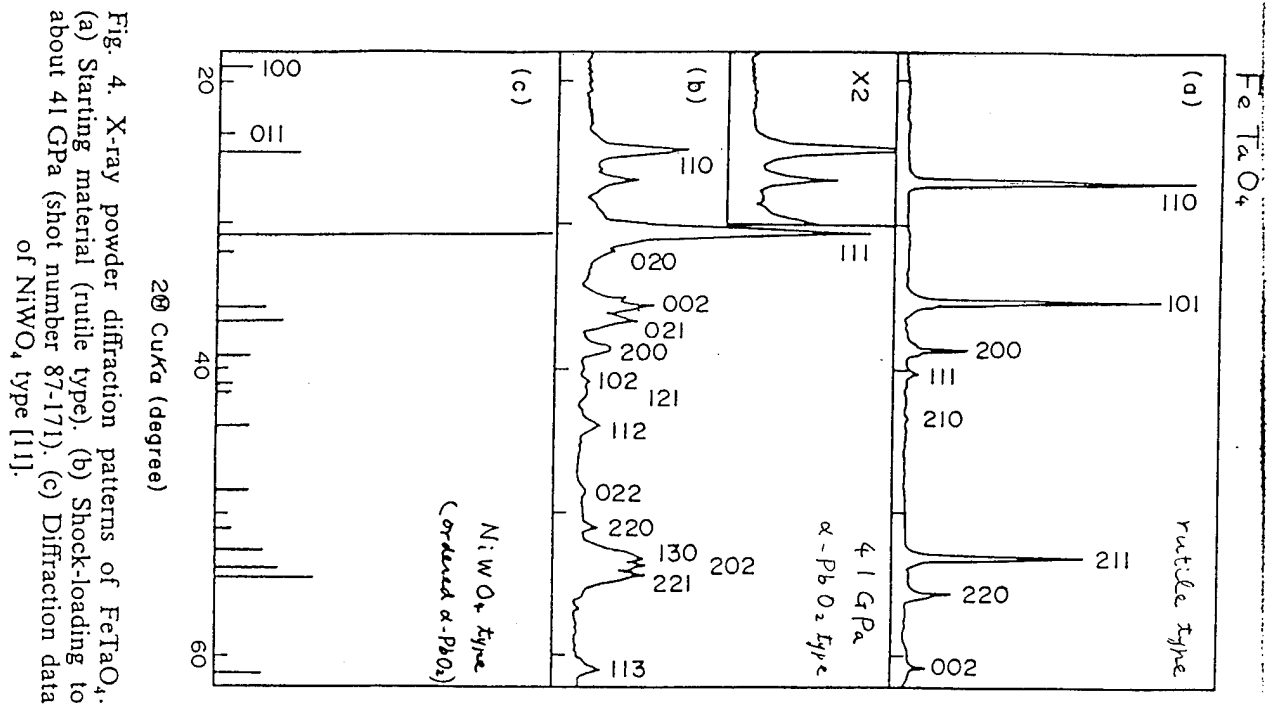 Fe Ta O₄
(a)
110
101
200
111
210
211
220
002
rutile type
X2
(b)
110
111
020
002
021
200
102
121
112
022
220
130
202
221
113
41 GPa
α-PbO₂ type
(c)
100
011
NiWO₄ type
(ordered α-PbO₂)
20
40
60
2Θ CuKα (degree)
Fig. 4. X-ray powder diffraction patterns of FeTaO₄.
(a) Starting material (rutile type). (b) Shock-loading to
about 41 GPa (shot number 87-171). (c) Diffraction data
of NiWO₄ type [11].